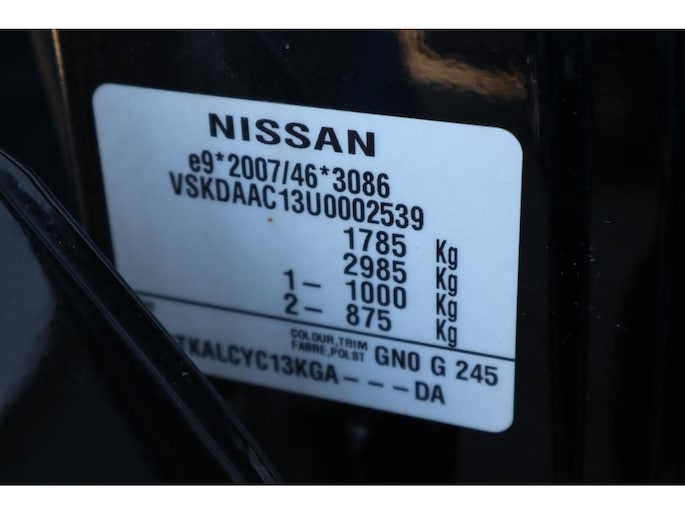 NISSAN
e9*2007/46*3086
VSKDAAC13U0002539
1785 Kg
2985 Kg
1- 1000 Kg
2- 875 Kg
COLOUR,TRIM
FABRE,POLST GN0 G 245
TKALCYC13KGA---DA